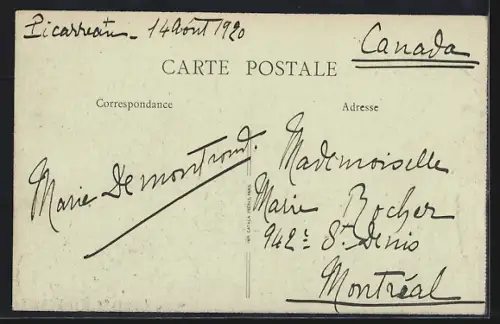 Picarreau - 14 Août 1920
Canada
CARTE POSTALE
Correspondance
Adresse
Marie Demontrond.
Mademoiselle
Marie Rocher
942 St. Denis
Montréal